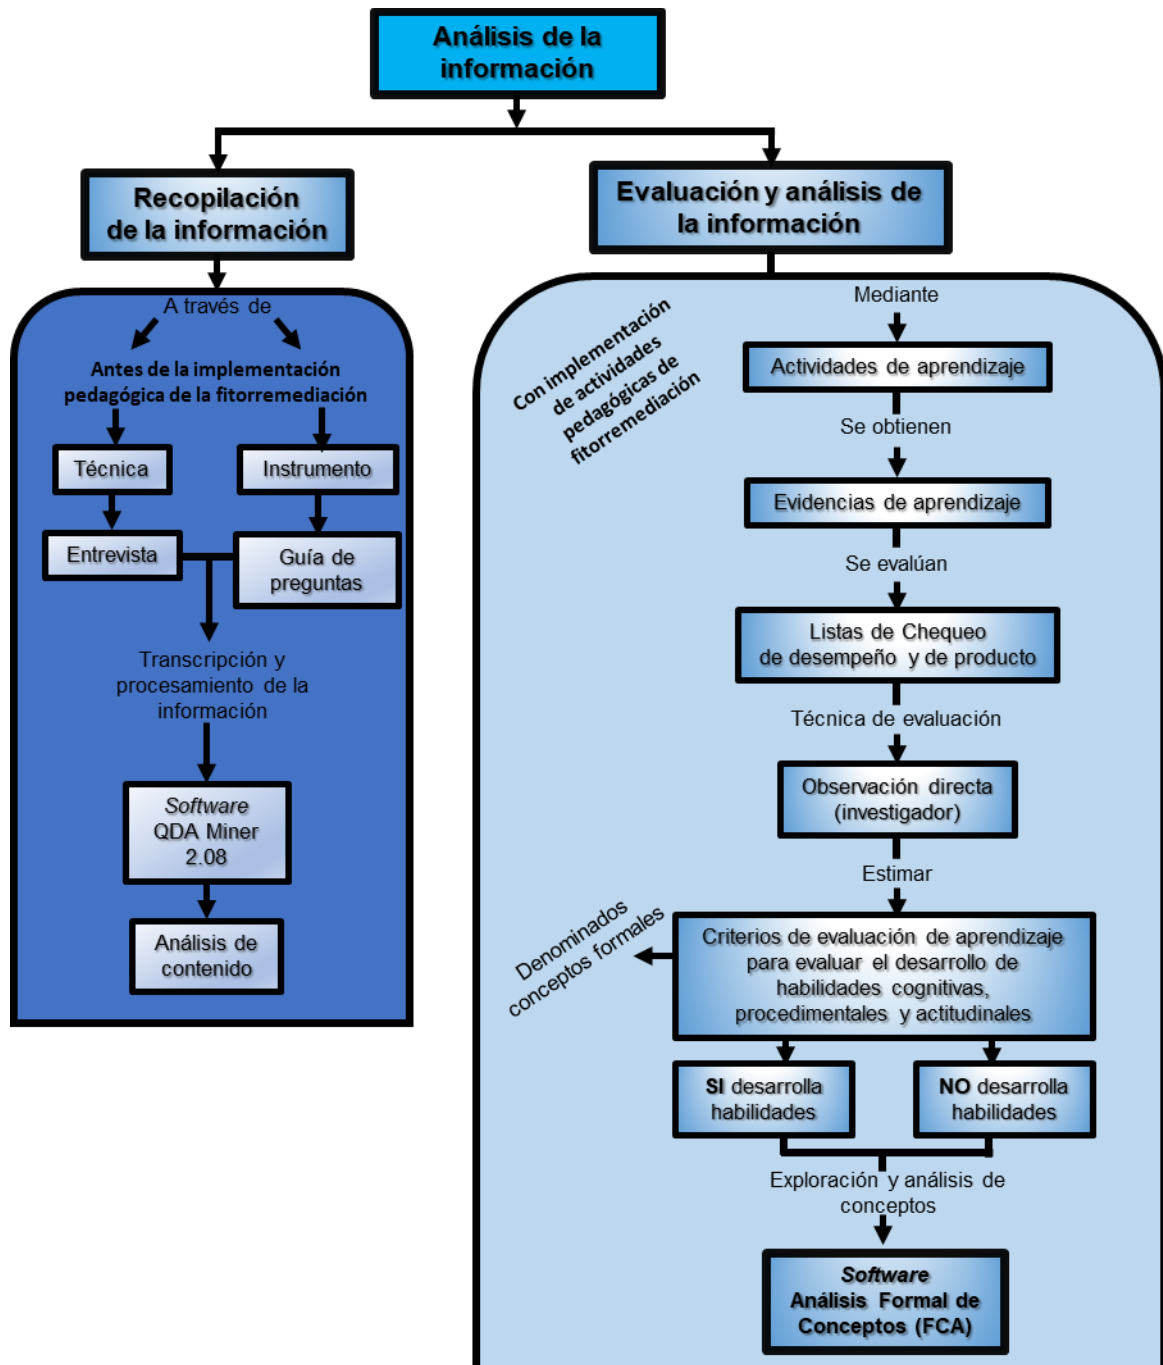 Análisis de la
información
Recopilación
de la información
A través de
Antes de la implementación
pedagógica de la fitorremediación
Técnica
Instrumento
Entrevista
Guía de
preguntas
Transcripción y
procesamiento de la
información
Software
QDA Miner
2.08
Análisis de
contenido
Evaluación y análisis de
la información
Con implementación
de actividades
pedagógicas de
fitorremediación
Mediante
Actividades de aprendizaje
Se obtienen
Evidencias de aprendizaje
Se evalúan
Listas de Chequeo
de desempeño y de producto
Técnica de evaluación
Observación directa
(investigador)
Estimar
Criterios de evaluación de aprendizaje
para evaluar el desarrollo de
habilidades cognitivas,
procedimentales y actitudinales
Denominados
conceptos formales
SI desarrolla
habilidades
NO desarrolla
habilidades
Exploración y análisis de
conceptos
Software
Análisis Formal de
Conceptos (FCA)